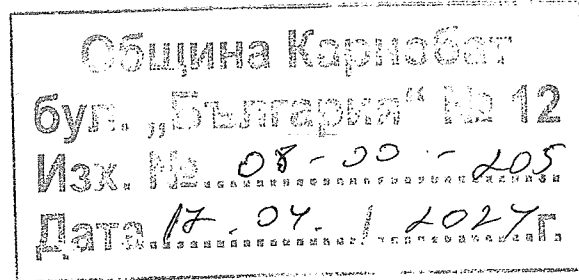 Община Карнобат
бул. „България“ № 12
Изх. № 08-00-205
Дата 17.04. / 2024 г.